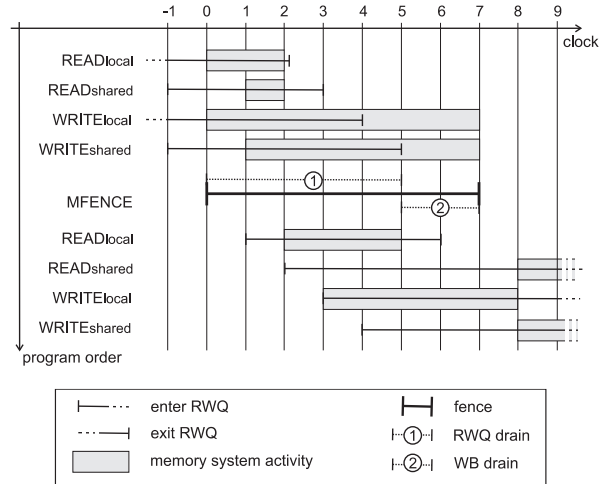 -1 0 1 2 3 4 5 6 7 8 9
clock
READlocal
READshared
WRITElocal
WRITEshared
1
MFENCE
2
READlocal
READshared
WRITElocal
WRITEshared
program order
enter RWQ fence
exit RWQ 1 RWQ drain
memory system activity 2 WB drain